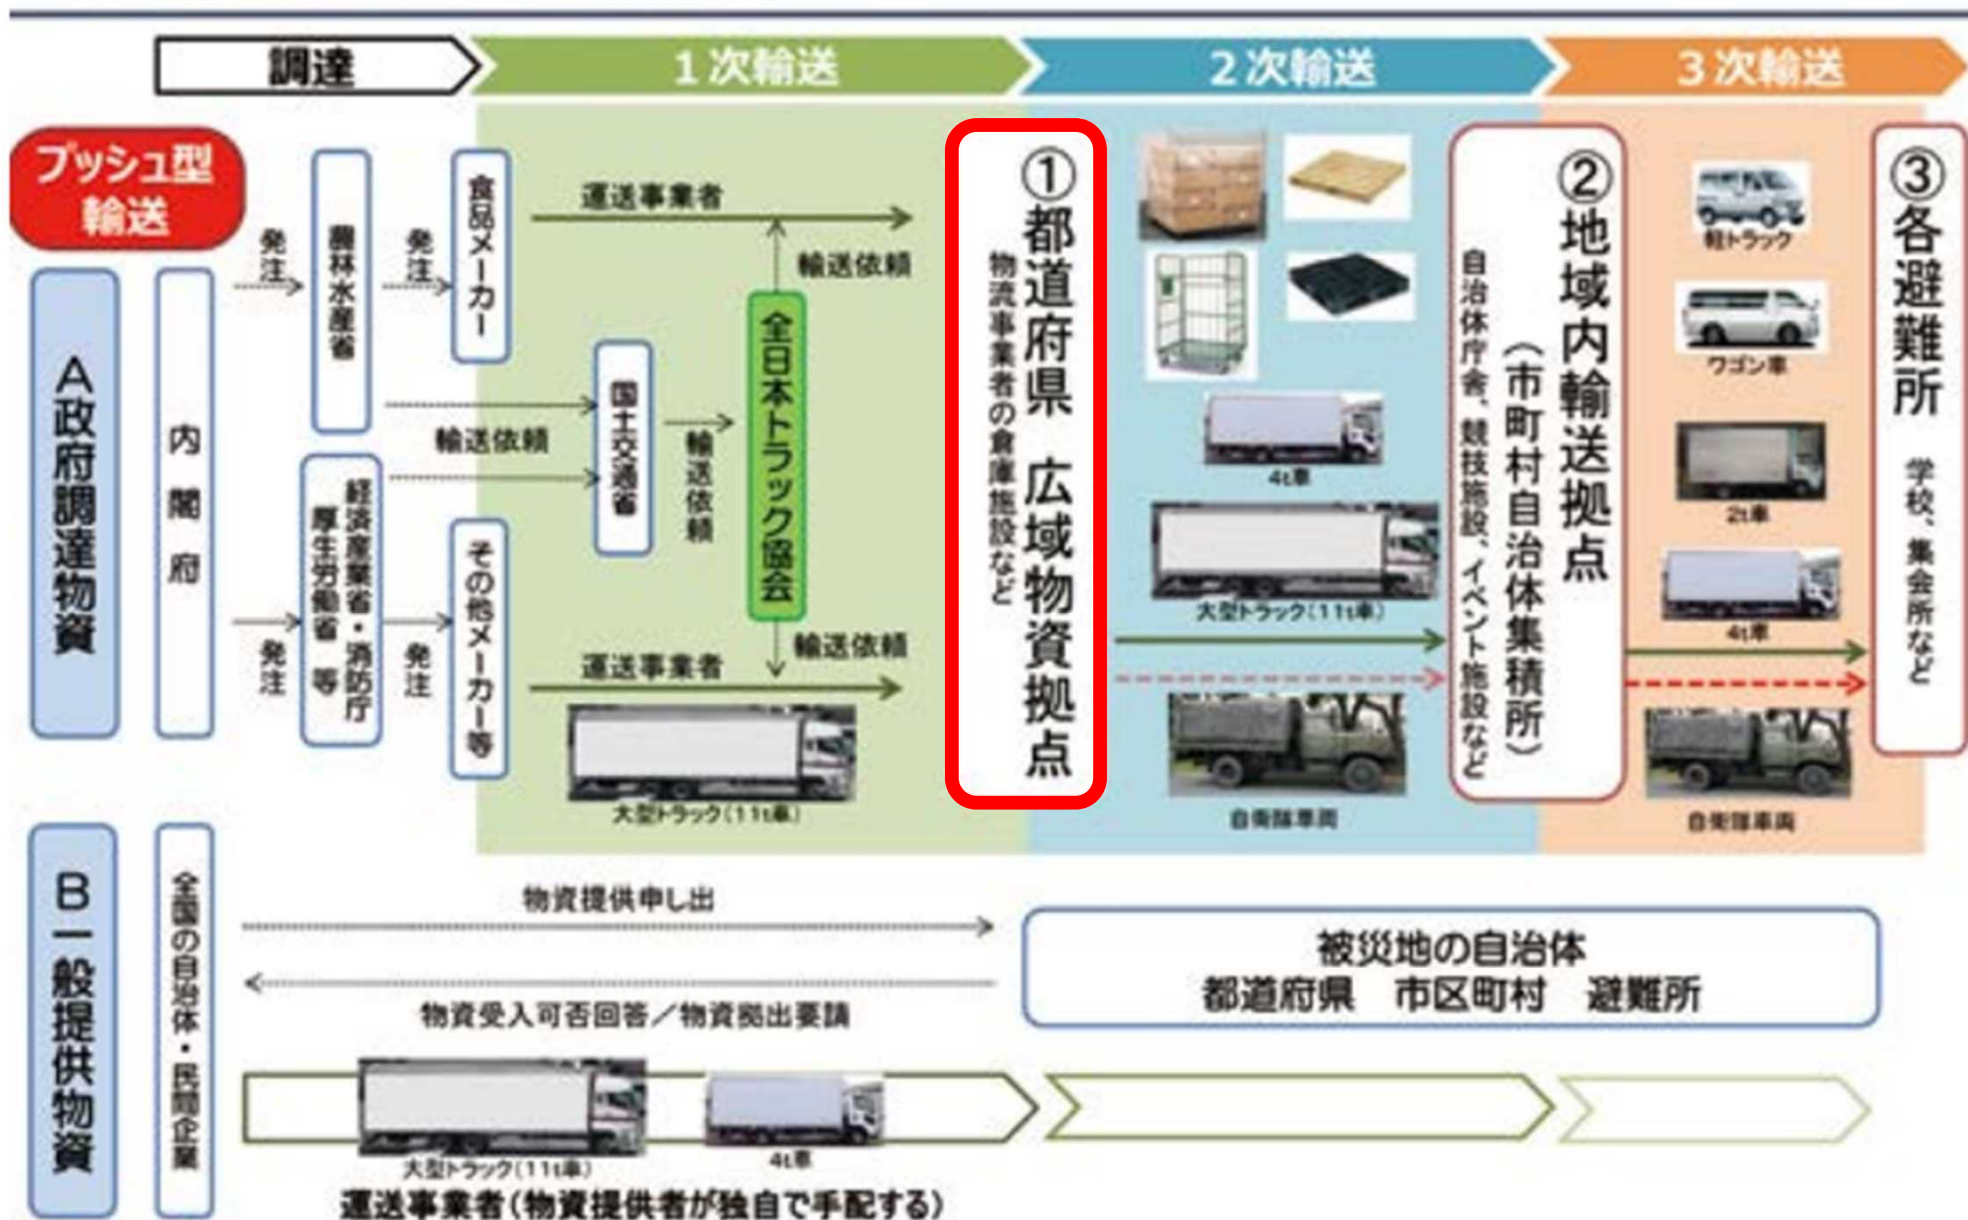 調達
1次輸送
2次輸送
3次輸送
プッシュ型
輸送
A政府調達物資
内閣府
発注
農林水産省
発注
食品メーカー
発注
経済産業省・消防庁
厚生労働省 等
発注
その他メーカー等
輸送依頼
国土交通省
輸送依頼
全日本トラック協会
運送事業者
輸送依頼
運送事業者
輸送依頼
大型トラック(11t車)
①都道府県 広域物資拠点
物流事業者の倉庫施設など
4t車
大型トラック(11t車)
自衛隊車両
②地域内輸送拠点
(市町村自治体集積所)
自治体庁舎、競技施設、イベント施設など
軽トラック
ワゴン車
2t車
4t車
自衛隊車両
③各避難所 学校、集会所など
B一般提供物資
全国の自治体・民間企業
物資提供申し出
物資受入可否回答/物資拠出要請
被災地の自治体
都道府県 市区町村 避難所
大型トラック(11t車)
4t車
運送事業者(物資提供者が独自で手配する)